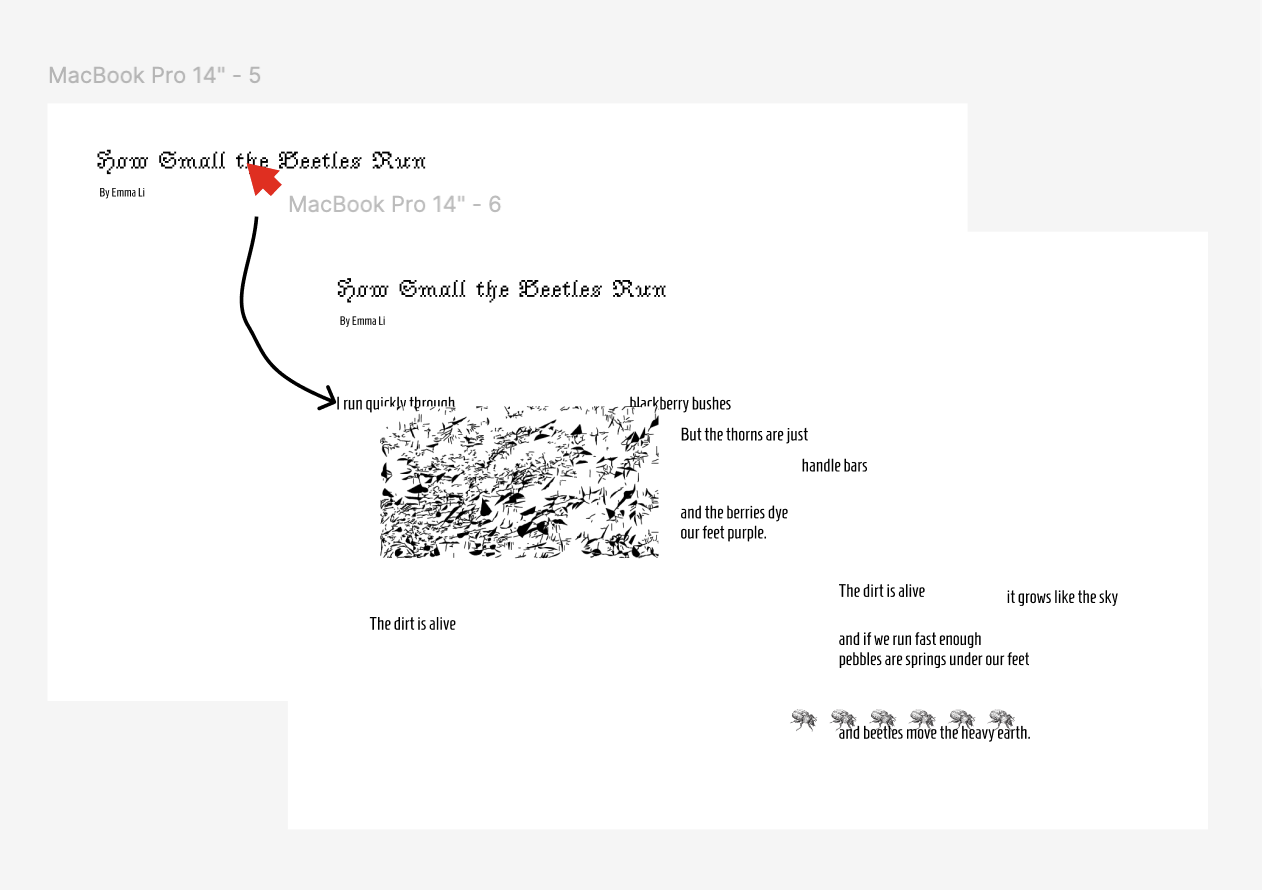 MacBook Pro 14" - 5
How Small the Beetles Run
By Emma Li
MacBook Pro 14" - 6
How Small the Beetles Run
By Emma Li
I run quickly through blackberry bushes
But the thorns are just
handle bars
and the berries dye
our feet purple.
The dirt is alive it grows like the sky
The dirt is alive
and if we run fast enough
pebbles are springs under our feet
and beetles move the heavy earth.